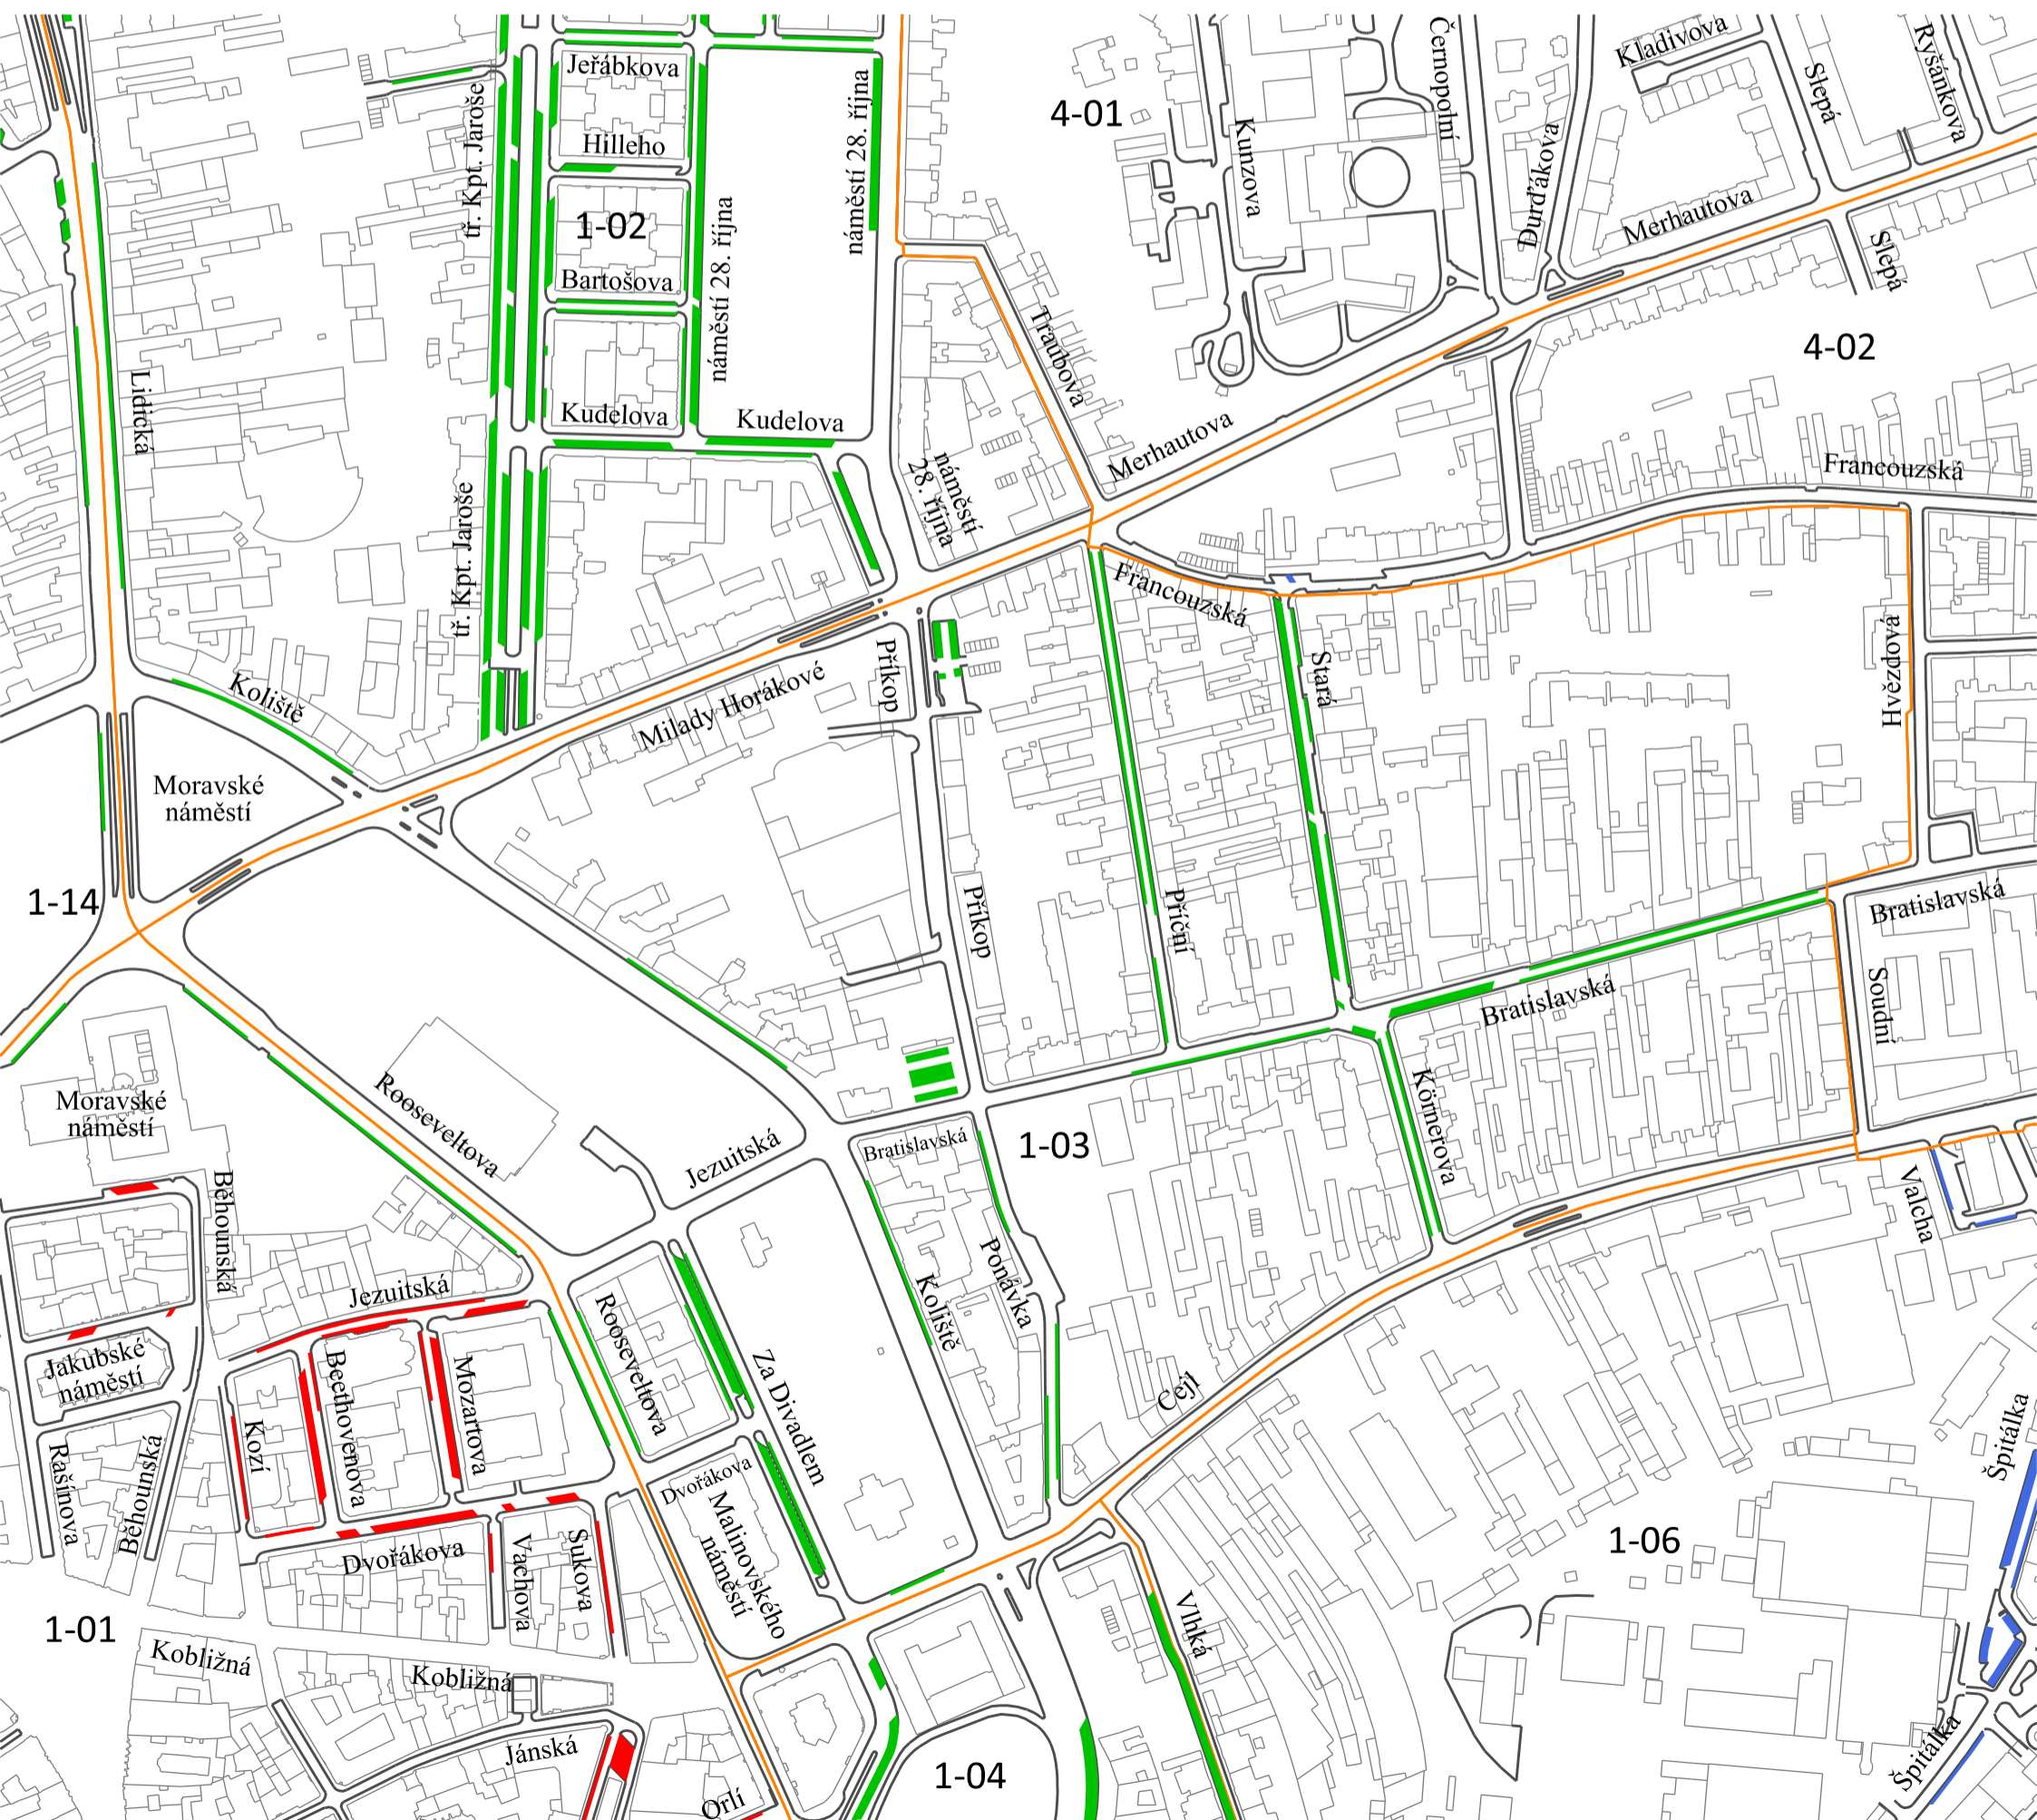 Jeřábkova
Hilleho
1-02
Bartošova
Kudelova
Kudelova
tř. Kpt. Jaroše
tř. Kpt. Jaroše
náměstí 28. října
náměstí 28. října
náměstí
28. října
4-01
Kunzova
Černopolní
Durďákova
Kladivova
Slepá
Ryšánkova
Merhautova
Slepá
4-02
Traubova
Merhautova
Francouzská
Francouzská
Lidická
Koliště
Moravské
náměstí
Milady Horákové
Příkop
Příkop
Příční
Stará
Hvězdová
Bratislavská
Bratislavská
Soudní
1-14
Moravské
náměstí
Rooseveltova
Jezuitská
Bratislavská
1-03
Körnerova
Valcha
Běhounská
Jezuitská
Jakubské
náměstí
Rooseveltova
Za Divadlem
Koliště
Ponávka
Cejl
Kozí
Beethovenova
Mozartova
Rašínova
Běhounská
Dvořákova
Vachova
Sukova
Dvořákova
Malinovského
náměstí
Vlhká
1-06
Špitálka
Špitálka
1-01
Kobližná
Kobližná
Jánská
Orlí
1-04